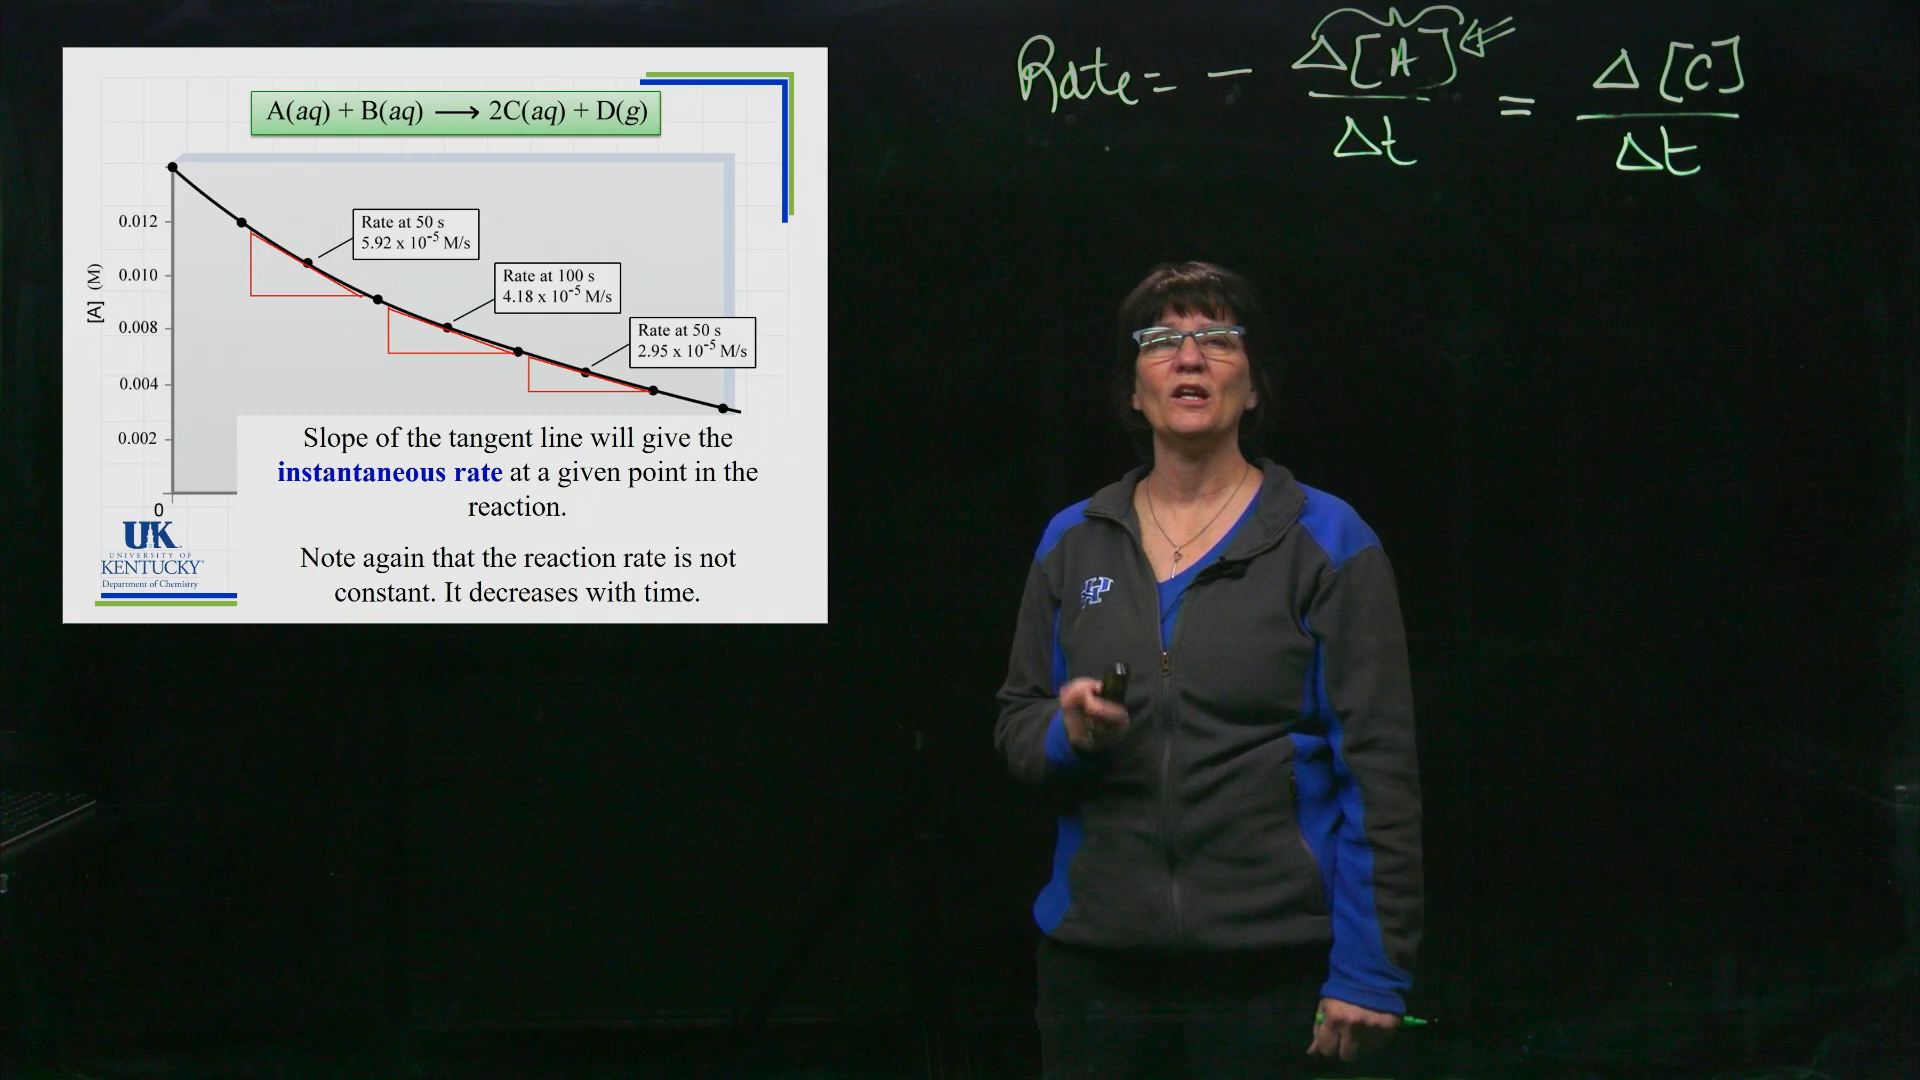 A(aq) + B(aq) ⟶ 2C(aq) + D(g)
0.012
0.010
0.008
0.004
0.002
0
[A] (M)
Rate at 50 s
5.92 x 10⁻⁵ M/s
Rate at 100 s
4.18 x 10⁻⁵ M/s
Rate at 50 s
2.95 x 10⁻⁵ M/s
Slope of the tangent line will give the
instantaneous rate at a given point in the
reaction.
Note again that the reaction rate is not
constant. It decreases with time.
UK
UNIVERSITY OF
KENTUCKY
Department of Chemistry
Rate = - Δ[A] = Δ[C]
Δt Δt